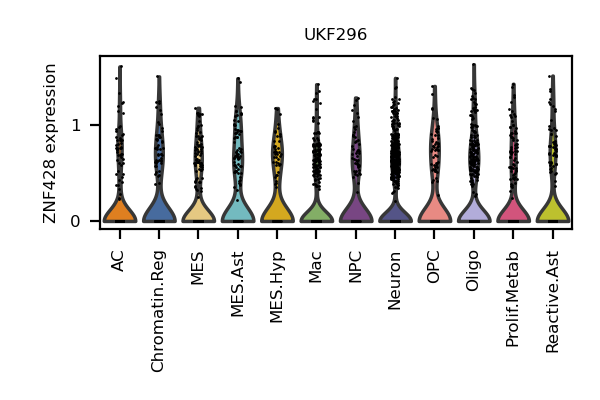 UKF296
ZNF428 expression
1
0
AC
Chromatin.Reg
MES
MES.Ast
MES.Hyp
Mac
NPC
Neuron
OPC
Oligo
Prolif.Metab
Reactive.Ast